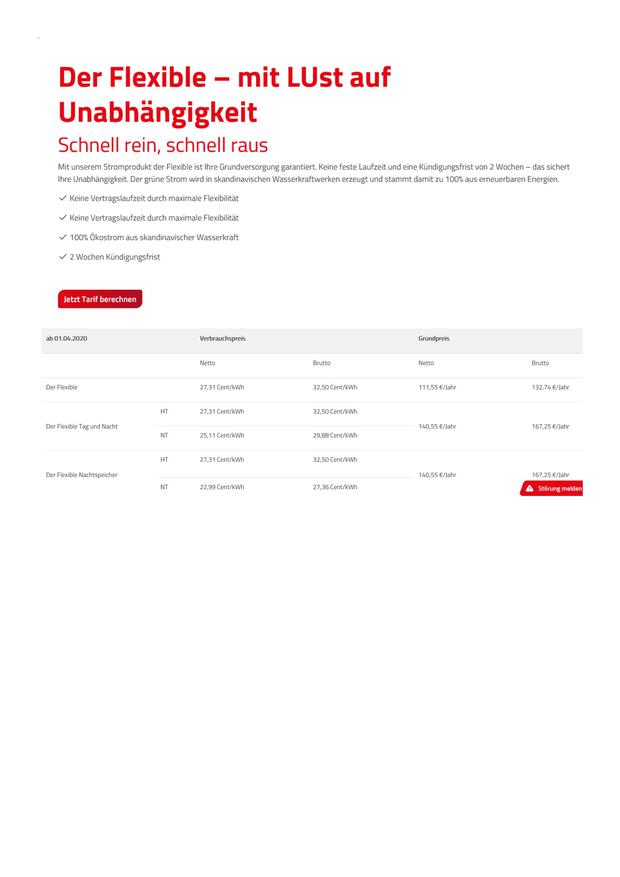 Der Flexible – mit LUst auf
Unabhängigkeit
Schnell rein, schnell raus
Mit unserem Stromprodukt der Flexible ist Ihre Grundversorgung garantiert. Keine feste Laufzeit und eine Kündigungsfrist von 2 Wochen – das sichert
Ihre Unabhängigkeit. Der grüne Strom wird in skandinavischen Wasserkraftwerken erzeugt und stammt damit zu 100% aus erneuerbaren Energien.
Keine Vertragslaufzeit durch maximale Flexibilität
Keine Vertragslaufzeit durch maximale Flexibilität
100% Ökostrom aus skandinavischer Wasserkraft
2 Wochen Kündigungsfrist
Jetzt Tarif berechnen
ab 01.04.2020 Verbrauchspreis Grundpreis
Netto Brutto Netto Brutto
Der Flexible 27,31 Cent/kWh 32,50 Cent/kWh 111,55 €/Jahr 132,74 €/Jahr
HT 27,31 Cent/kWh 32,50 Cent/kWh
Der Flexible Tag und Nacht 140,55 €/Jahr 167,25 €/Jahr
NT 25,11 Cent/kWh 29,88 Cent/kWh
HT 27,31 Cent/kWh 32,50 Cent/kWh
Der Flexible Nachtspeicher 140,55 €/Jahr 167,25 €/Jahr
NT 22,99 Cent/kWh 27,36 Cent/kWh
Störung melden